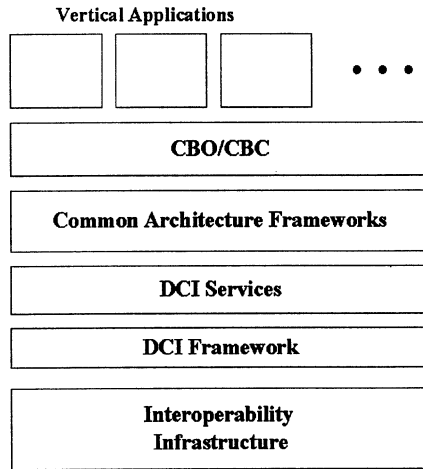 Vertical Applications
• • •
CBO/CBC
Common Architecture Frameworks
DCI Services
DCI Framework
Interoperability
Infrastructure